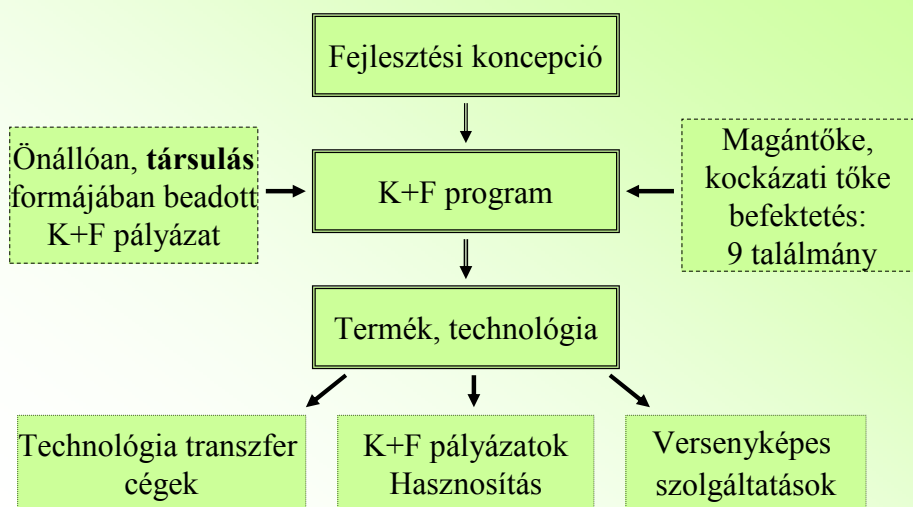 Fejlesztési koncepció
Önállóan, társulás
formájában beadott
K+F pályázat
K+F program
Magántőke,
kockázati tőke
befektetés:
9 találmány
Termék, technológia
Technológia transzfer
cégek
K+F pályázatok
Hasznosítás
Versenyképes
szolgáltatások